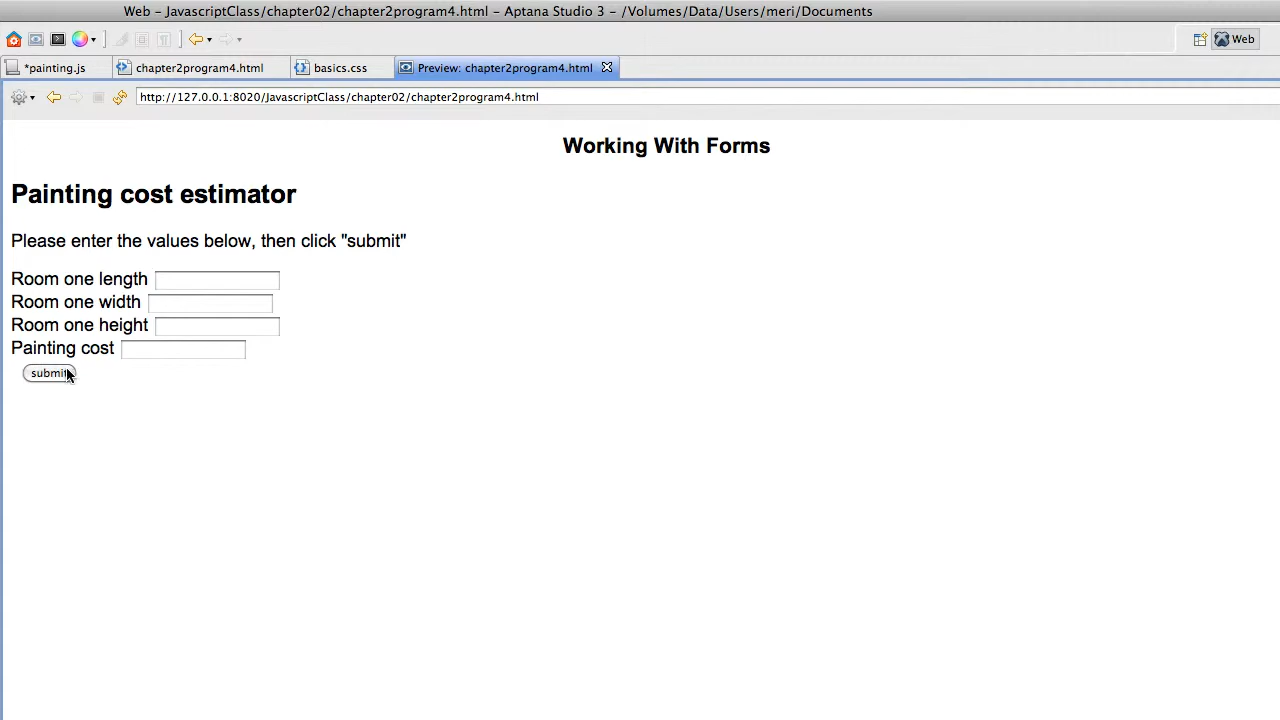 Web – JavascriptClass/chapter02/chapter2program4.html – Aptana Studio 3 – /Volumes/Data/Users/meri/Documents
Web
*painting.js chapter2program4.html basics.css Preview: chapter2program4.html
http://127.0.0.1:8020/JavascriptClass/chapter02/chapter2program4.html
Working With Forms
Painting cost estimator
Please enter the values below, then click "submit"
Room one length
Room one width
Room one height
Painting cost
submit